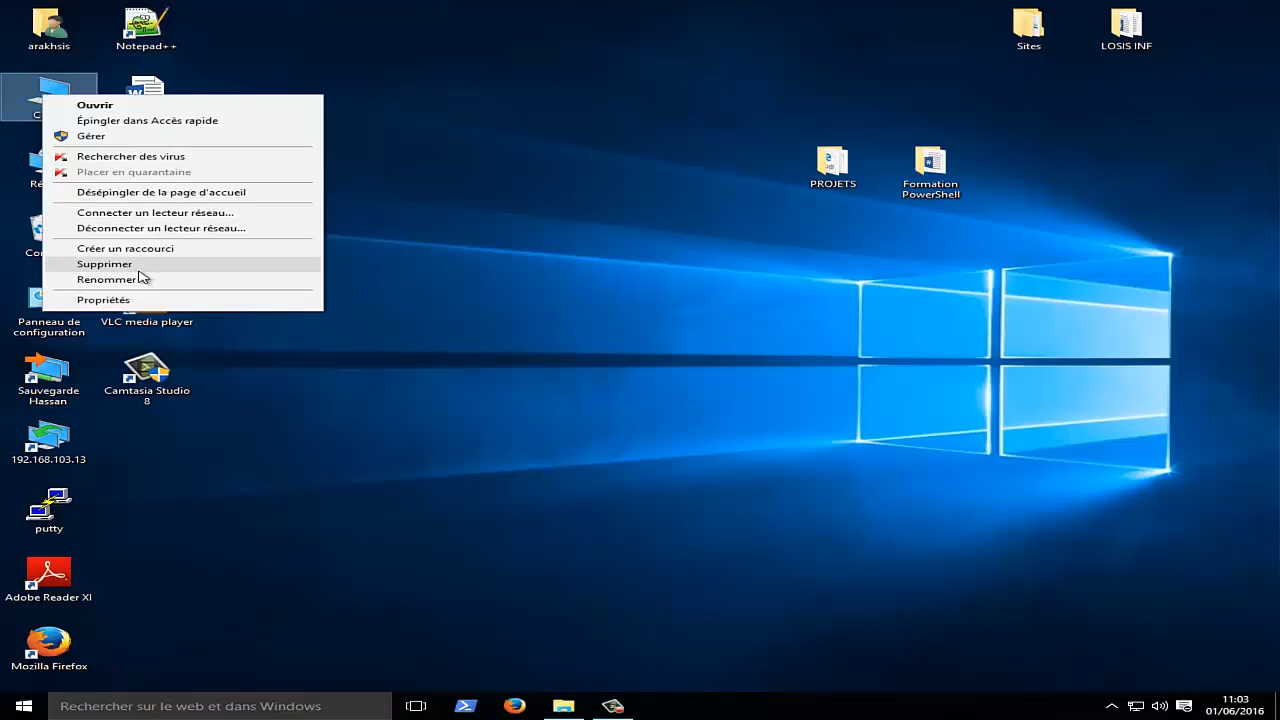 arakhsis
Notepad++
Sites
LOSIS INF
Ouvrir
Épingler dans Accès rapide
Gérer
Rechercher des virus
Placer en quarantaine
Désépingler de la page d'accueil
Connecter un lecteur réseau...
Déconnecter un lecteur réseau...
Créer un raccourci
Supprimer
Renommer
Propriétés
PROJETS
Formation
PowerShell
Panneau de
configuration
VLC media player
Sauvegarde
Hassan
Camtasia Studio
8
192.168.103.13
putty
Adobe Reader XI
Mozilla Firefox
Rechercher sur le web et dans Windows
11:03
01/06/2016